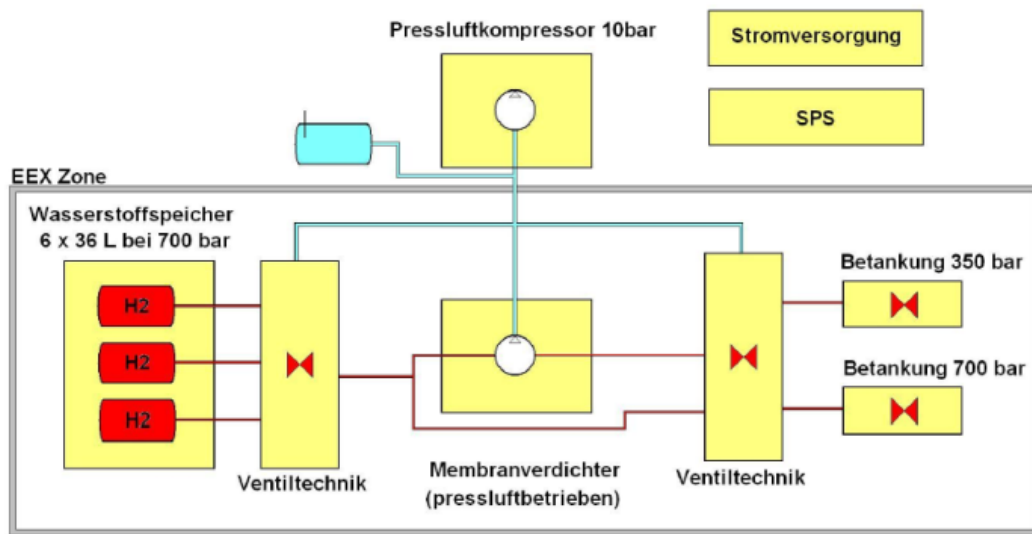 Pressluftkompressor 10bar
Stromversorgung
SPS
EEX Zone
Wasserstoffspeicher
6 x 36 L bei 700 bar
H2
H2
H2
Ventiltechnik
Membranverdichter
(pressluftbetrieben)
Ventiltechnik
Betankung 350 bar
Betankung 700 bar